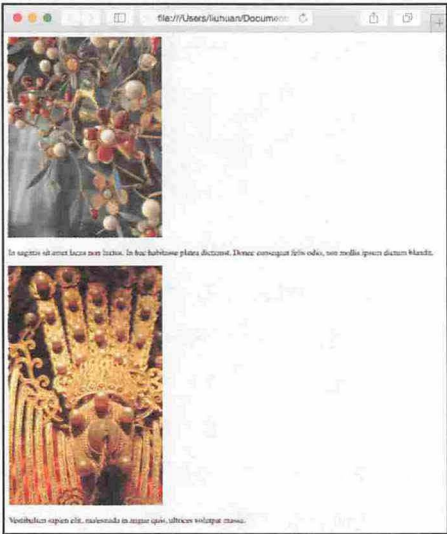 file:///Users/liuhuan/Document
In sagittis sit amet lacus non luctus. In hac habitasse platea dictumst. Donec consequat felis odio, non mollis ipsum dictum blandit.
Vestibulum sapien elit, malesuada in augue quis, ultrices volutpat massa.